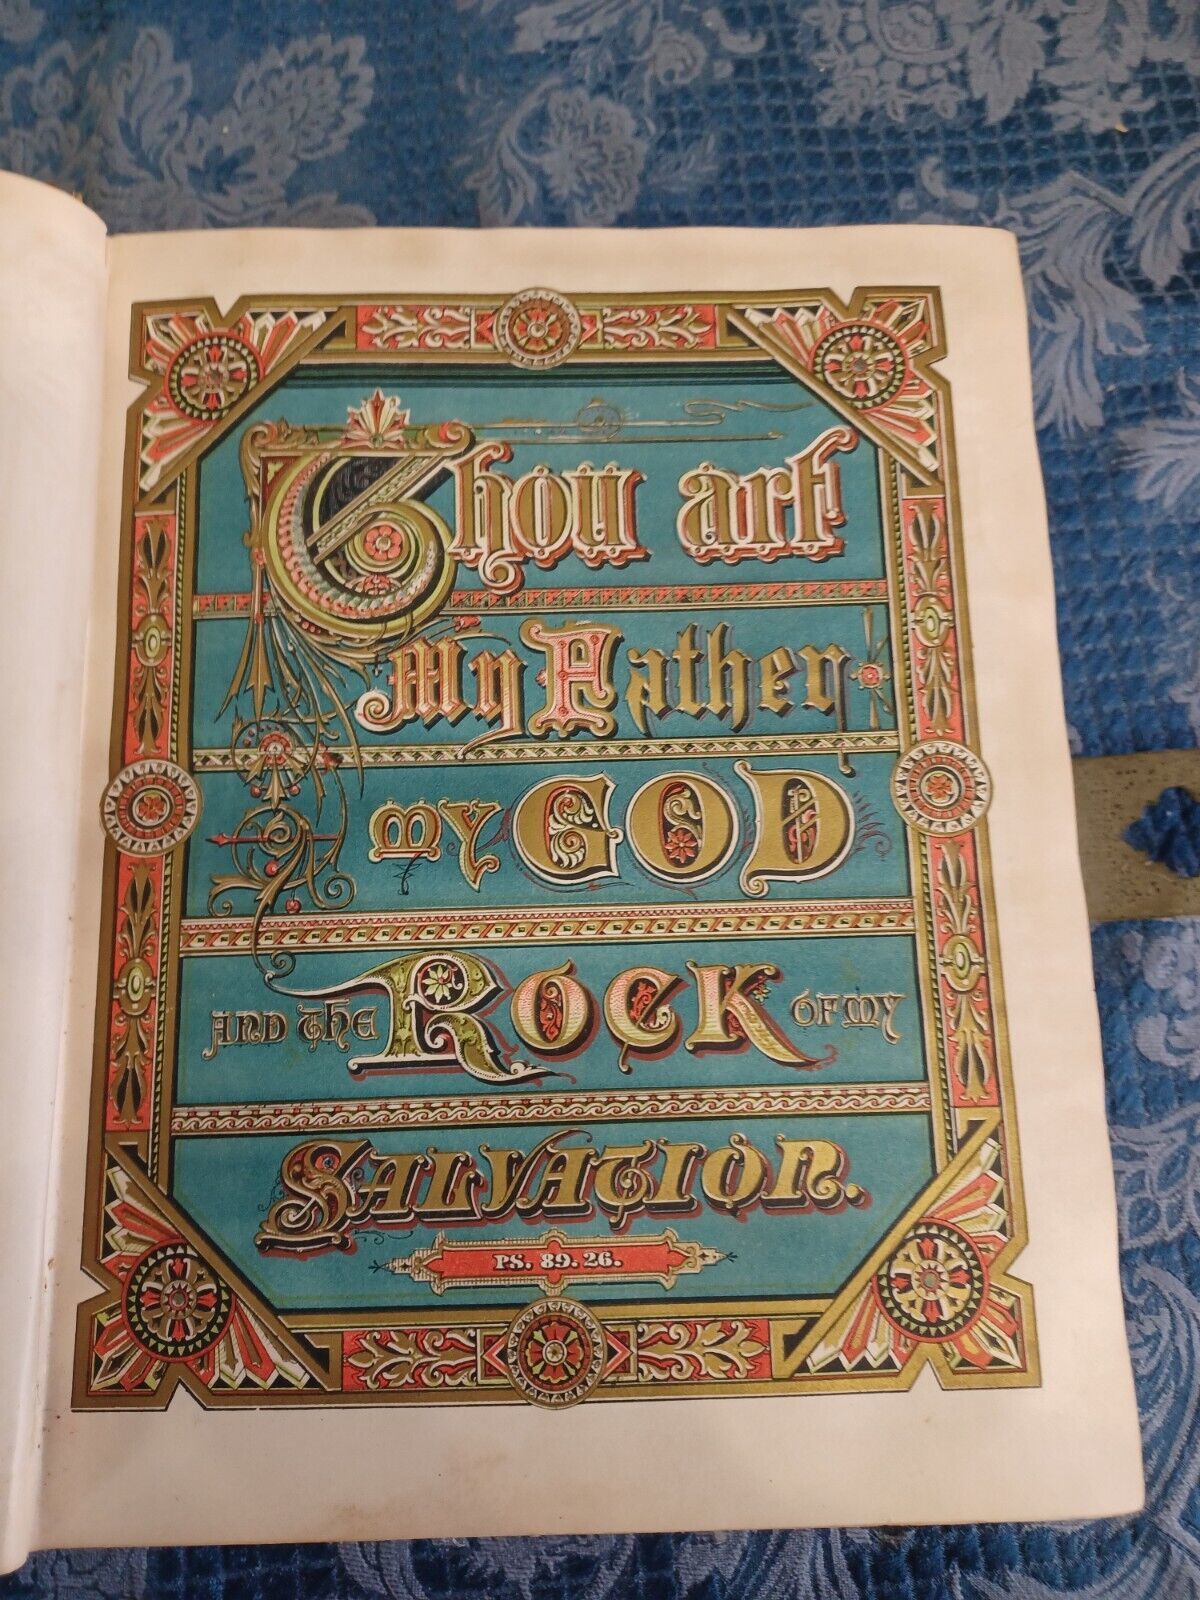 Thou art
My Father
MY GOD
AND THE ROCK OF MY
SALVATION.
PS. 89. 26.